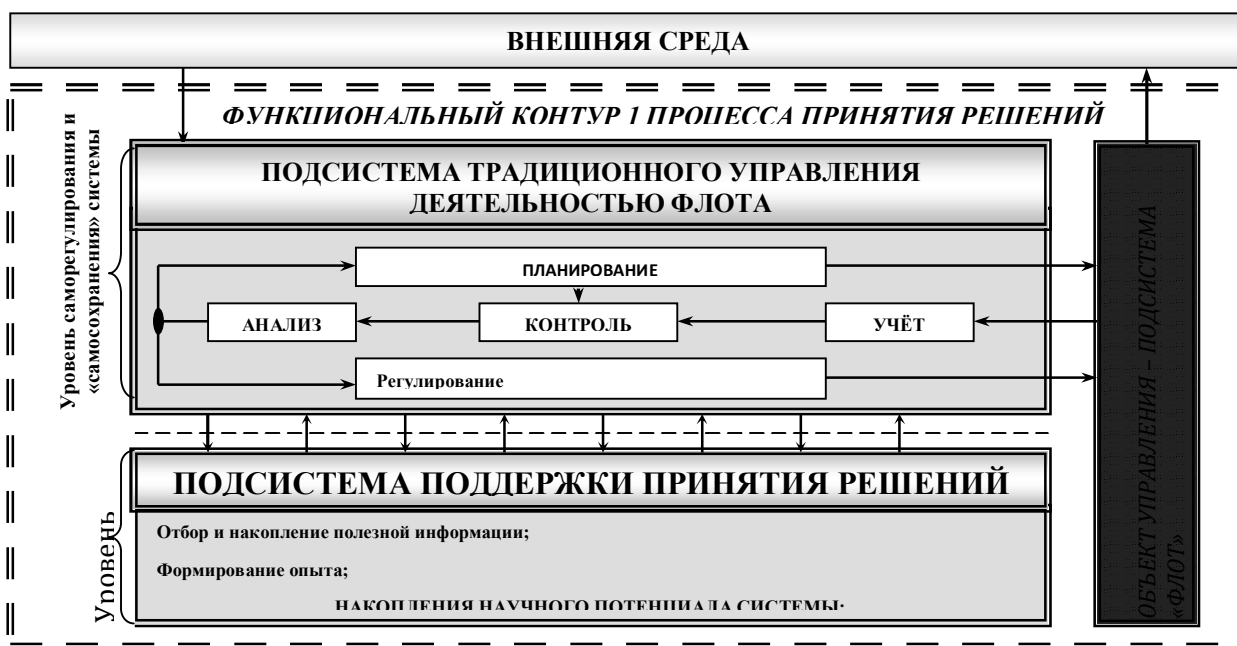 ВНЕШНЯЯ СРЕДА
ФУНКЦИОНАЛЬНЫЙ КОНТУР 1 ПРОЦЕССА ПРИНЯТИЯ РЕШЕНИЙ
Уровень саморегулирования и
«самосохранения» системы
ПОДСИСТЕМА ТРАДИЦИОННОГО УПРАВЛЕНИЯ
ДЕЯТЕЛЬНОСТЬЮ ФЛОТА
ПЛАНИРОВАНИЕ
АНАЛИЗ
КОНТРОЛЬ
УЧЁТ
Регулирование
ОБЪЕКТ УПРАВЛЕНИЯ – ПОДСИСТЕМА
«ФЛОТ»
Уровень
ПОДСИСТЕМА ПОДДЕРЖКИ ПРИНЯТИЯ РЕШЕНИЙ
Отбор и накопление полезной информации;
Формирование опыта;
НАКОПЛЕНИЯ НАУЧНОГО ПОТЕНЦИАЛА СИСТЕМЫ;